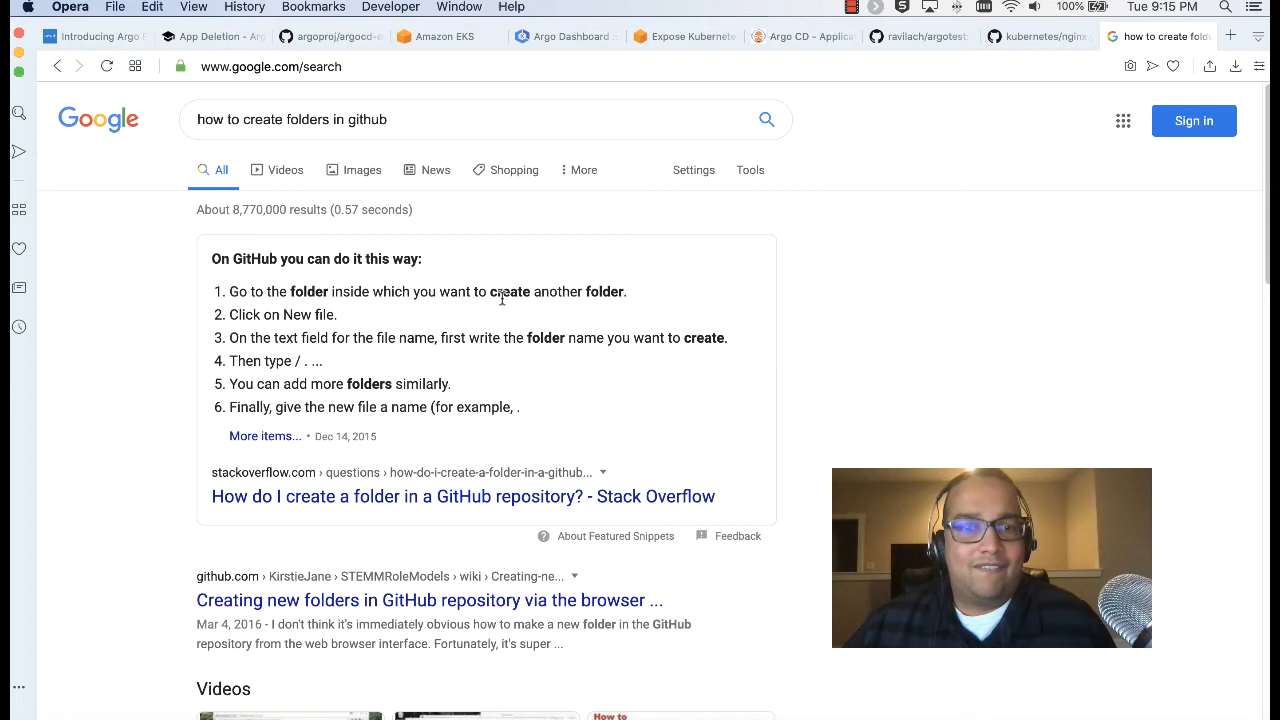 Opera File Edit View History Bookmarks Developer Window Help 100% Tue 9:15 PM
Introducing Argo App Deletion - Arg argoproj/argocd-e Amazon EKS Argo Dashboard Expose Kubernete Argo CD - Applica ravilach/argotest: kubernetes/nginx.y how to create folde
www.google.com/search
Google how to create folders in github Sign in
All Videos Images News Shopping More Settings Tools
About 8,770,000 results (0.57 seconds)
On GitHub you can do it this way:
1. Go to the folder inside which you want to create another folder.
2. Click on New file.
3. On the text field for the file name, first write the folder name you want to create.
4. Then type / . ...
5. You can add more folders similarly.
6. Finally, give the new file a name (for example, .
More items... • Dec 14, 2015
stackoverflow.com › questions › how-do-i-create-a-folder-in-a-github...
How do I create a folder in a GitHub repository? - Stack Overflow
About Featured Snippets Feedback
github.com › KirstieJane › STEMMRoleModels › wiki › Creating-ne...
Creating new folders in GitHub repository via the browser ...
Mar 4, 2016 - I don't think it's immediately obvious how to make a new folder in the GitHub
repository from the web browser interface. Fortunately, it's super ...
Videos
How to